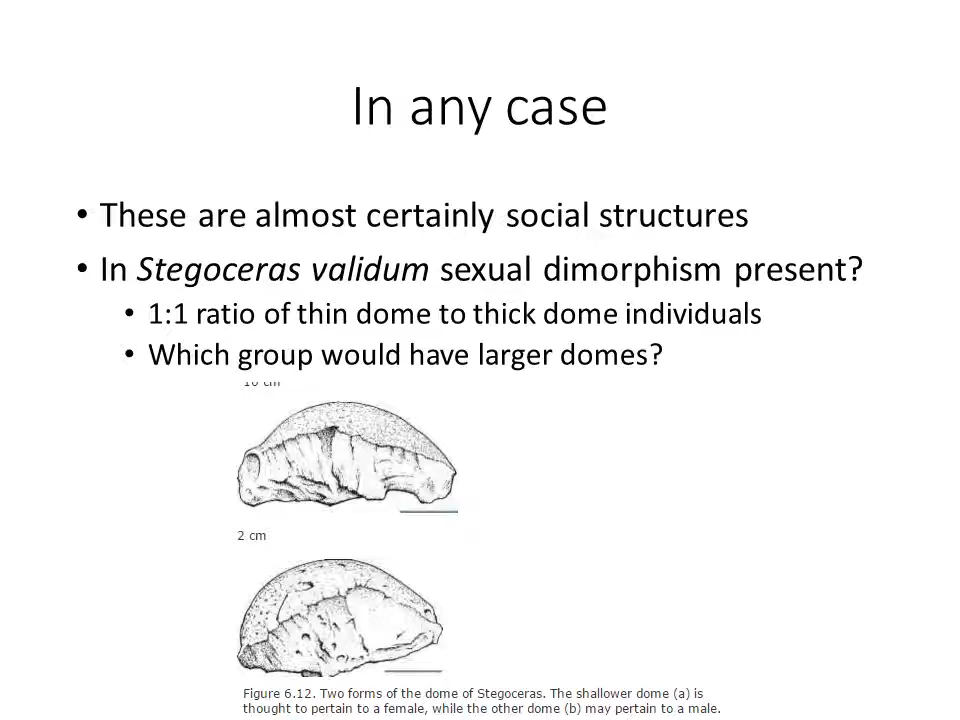 In any case
• These are almost certainly social structures
• In Stegoceras validum sexual dimorphism present?
• 1:1 ratio of thin dome to thick dome individuals
• Which group would have larger domes?
2 cm
Figure 6.12. Two forms of the dome of Stegoceras. The shallower dome (a) is
thought to pertain to a female, while the other dome (b) may pertain to a male.